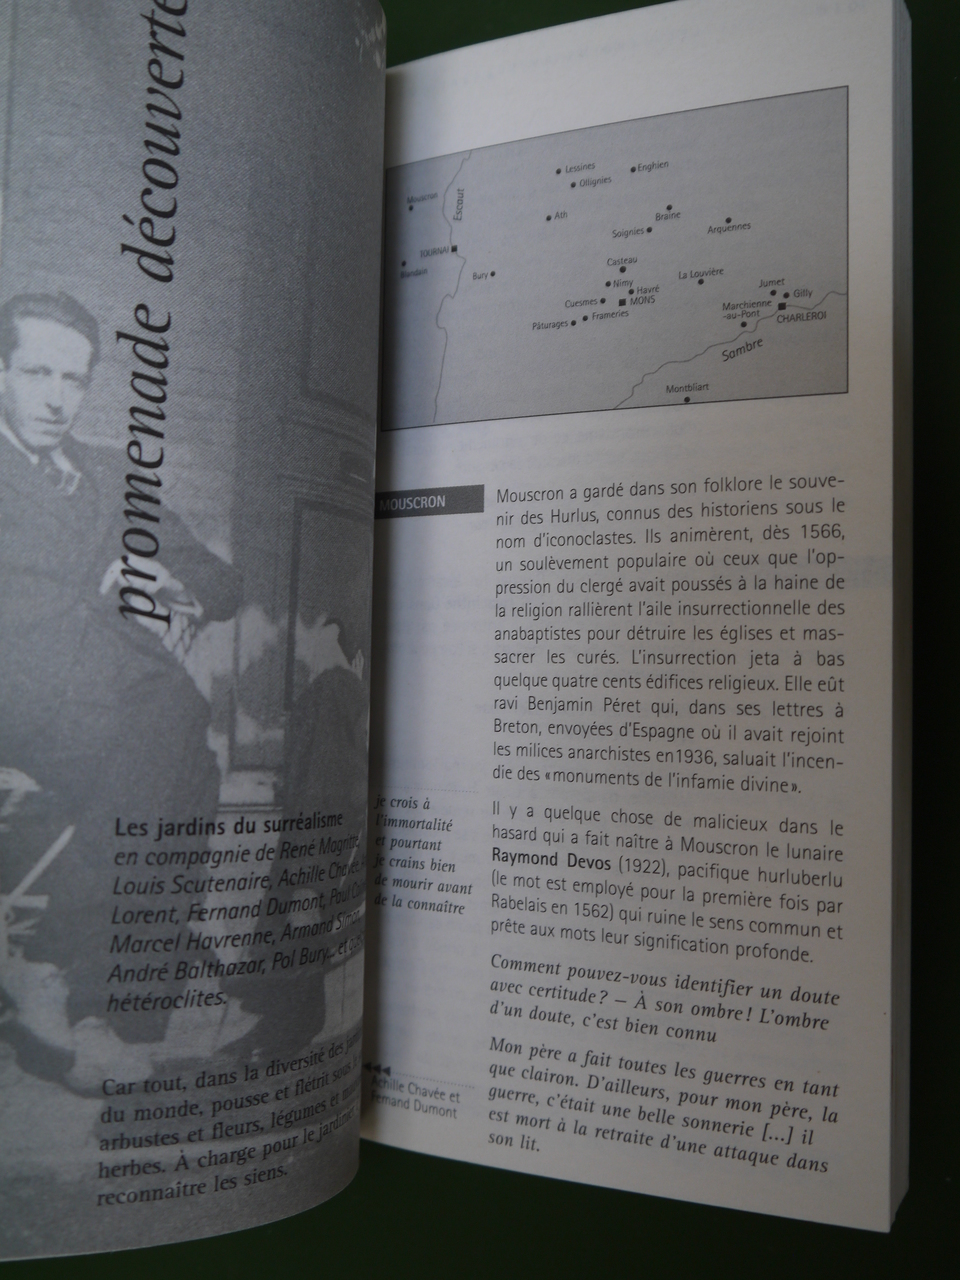 promenade découverte
Les jardins du surréalisme
en compagnie de René Magritte,
Louis Scutenaire, Achille Chavée,
Lorent, Fernand Dumont, Paul
Marcel Havrenne, Armand Simon,
André Balthazar, Pol Bury... et
hétéroclites.
Car tout, dans la diversité des
du monde, pousse et flétrit sous
arbustes et fleurs, légumes et
herbes. À charge pour le jardinier
reconnaître les siens.
Mouscron
Escaut
TOURNAI
Blandain
Lessines
Ollignies
Enghien
Ath
Braine
Soignies
Arquennes
Bury
Casteau
Nimy
Havré
La Louvière
Cuesmes
MONS
Pâturages
Frameries
Jumet
Gilly
Marchienne
-au-Pont
CHARLEROI
Sambre
Montbliart
MOUSCRON
Mouscron a gardé dans son folklore le souve-
nir des Hurlus, connus des historiens sous le
nom d'iconoclastes. Ils animèrent, dès 1566,
un soulèvement populaire où ceux que l'op-
pression du clergé avait poussés à la haine de
la religion rallièrent l'aile insurrectionnelle des
anabaptistes pour détruire les églises et mas-
sacrer les curés. L'insurrection jeta à bas
quelque quatre cents édifices religieux. Elle eût
ravi Benjamin Péret qui, dans ses lettres à
Breton, envoyées d'Espagne où il avait rejoint
les milices anarchistes en1936, saluait l'incen-
die des «monuments de l'infamie divine».
je crois à
l'immortalité
et pourtant
je crains bien
de mourir avant
de la connaître
Il y a quelque chose de malicieux dans le
hasard qui a fait naître à Mouscron le lunaire
Raymond Devos (1922), pacifique hurluberlu
(le mot est employé pour la première fois par
Rabelais en 1562) qui ruine le sens commun et
prête aux mots leur signification profonde.
Comment pouvez-vous identifier un doute
avec certitude? – À son ombre! L'ombre
d'un doute, c'est bien connu
Mon père a fait toutes les guerres en tant
que clairon. D'ailleurs, pour mon père, la
guerre, c'était une belle sonnerie [...] il
est mort à la retraite d'une attaque dans
son lit.
Achille Chavée et
Fernand Dumont